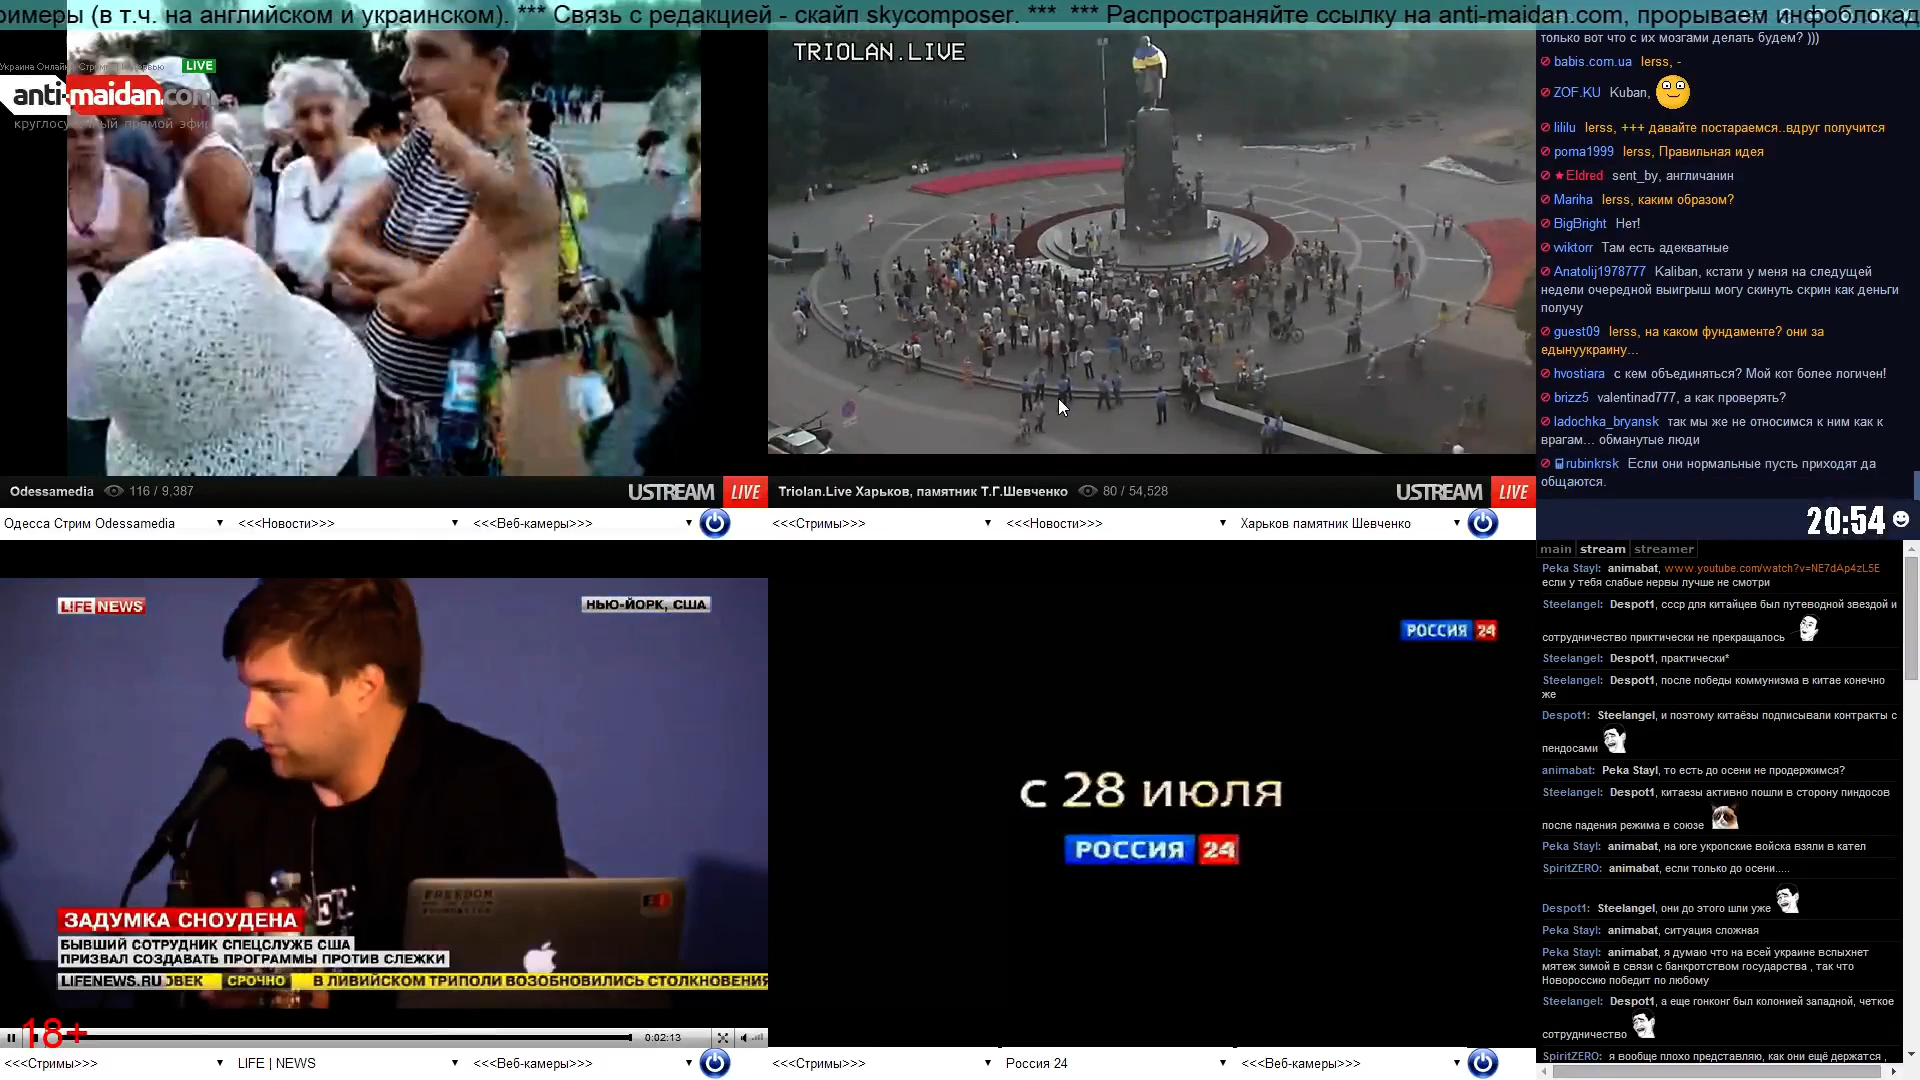 римеры (в т.ч. на английском и украинском). *** Связь с редакцией - скайп skycomposer. *** *** Распространяйте ссылку на anti-maidan.com, прорываем инфоблокад
LIVE
anti-maidan.com
круглосуточный прямой эфир
TRIOLAN.LIVE
Odessamedia 116 / 9,387
USTREAM LIVE
Triolan.Live Харьков, памятник Т.Г.Шевченко 80 / 54,528
USTREAM LIVE
Одесса Стрим Odessamedia
<<<Новости>>>
<<<Веб-камеры>>>
<<<Стримы>>>
<<<Новости>>>
Харьков памятник Шевченко
только вот что с их мозгами делать будем? )))
babis.com.ua lerss, -
ZOF.KU Kuban,
lililu lerss, +++ давайте постараемся..вдруг получится
poma1999 lerss, Правильная идея
Eldred sent_by, англичанин
Mariha lerss, каким образом?
BigBright Нет!
wiktorr Там есть адекватные
Anatolij1978777 Kaliban, кстати у меня на следущей
недели очередной выигрыш могу скинуть скрин как деньги
получу
guest09 lerss, на каком фундаменте? они за
едынуукраину...
hvostiara с кем объединяться? Мой кот более логичен!
brizz5 valentinad777, а как проверять?
ladochka_bryansk так мы же не относимся к ним как к
врагам... обманутые люди
rubinkrsk Если они нормальные пусть приходят да
общаются.
20:54
LIFE NEWS
НЬЮ-ЙОРК, США
FREEDOM
FOUNDATION
ЗАДУМКА СНОУДЕНА
БЫВШИЙ СОТРУДНИК СПЕЦСЛУЖБ США
ПРИЗВАЛ СОЗДАВАТЬ ПРОГРАММЫ ПРОТИВ СЛЕЖКИ
LIFENEWS.RU ОВЕК СРОЧНО В ЛИВИЙСКОМ ТРИПОЛИ ВОЗОБНОВИЛИСЬ СТОЛКНОВЕНИЯ
18+
0:02:13
<<<Стримы>>>
LIFE | NEWS
<<<Веб-камеры>>>
РОССИЯ 24
с 28 июля
РОССИЯ 24
<<<Стримы>>>
Россия 24
<<<Веб-камеры>>>
main stream streamer
Peka Stayl: animabat, www.youtube.com/watch?v=NE7dAp4zL5E
если у тебя слабые нервы лучше не смотри
Steelangel: Despot1, ссср для китайцев был путеводной звездой и
сотрудничество приктически не прекращалось
Steelangel: Despot1, практически*
Steelangel: Despot1, после победы коммунизма в китае конечно
же
Despot1: Steelangel, и поэтому китаёзы подписывали контракты с
пендосами
animabat: Peka Stayl, то есть до осени не продержимся?
Steelangel: Despot1, китаезы активно пошли в сторону пиндосов
после падения режима в союзе
Peka Stayl: animabat, на юге укропские войска взяли в кател
SpiritZERO: animabat, если только до осени.....
Despot1: Steelangel, они до этого шли уже
Peka Stayl: animabat, ситуация сложная
Peka Stayl: animabat, я думаю что на всей украине вспыхнет
мятеж зимой в связи с банкротством государства , так что
Новороссию победит по любому
Steelangel: Despot1, а еще гонконг был колонией западной, четкое
сотрудничество
SpiritZERO: я вообще плохо представляю, как они ещё держатся ,